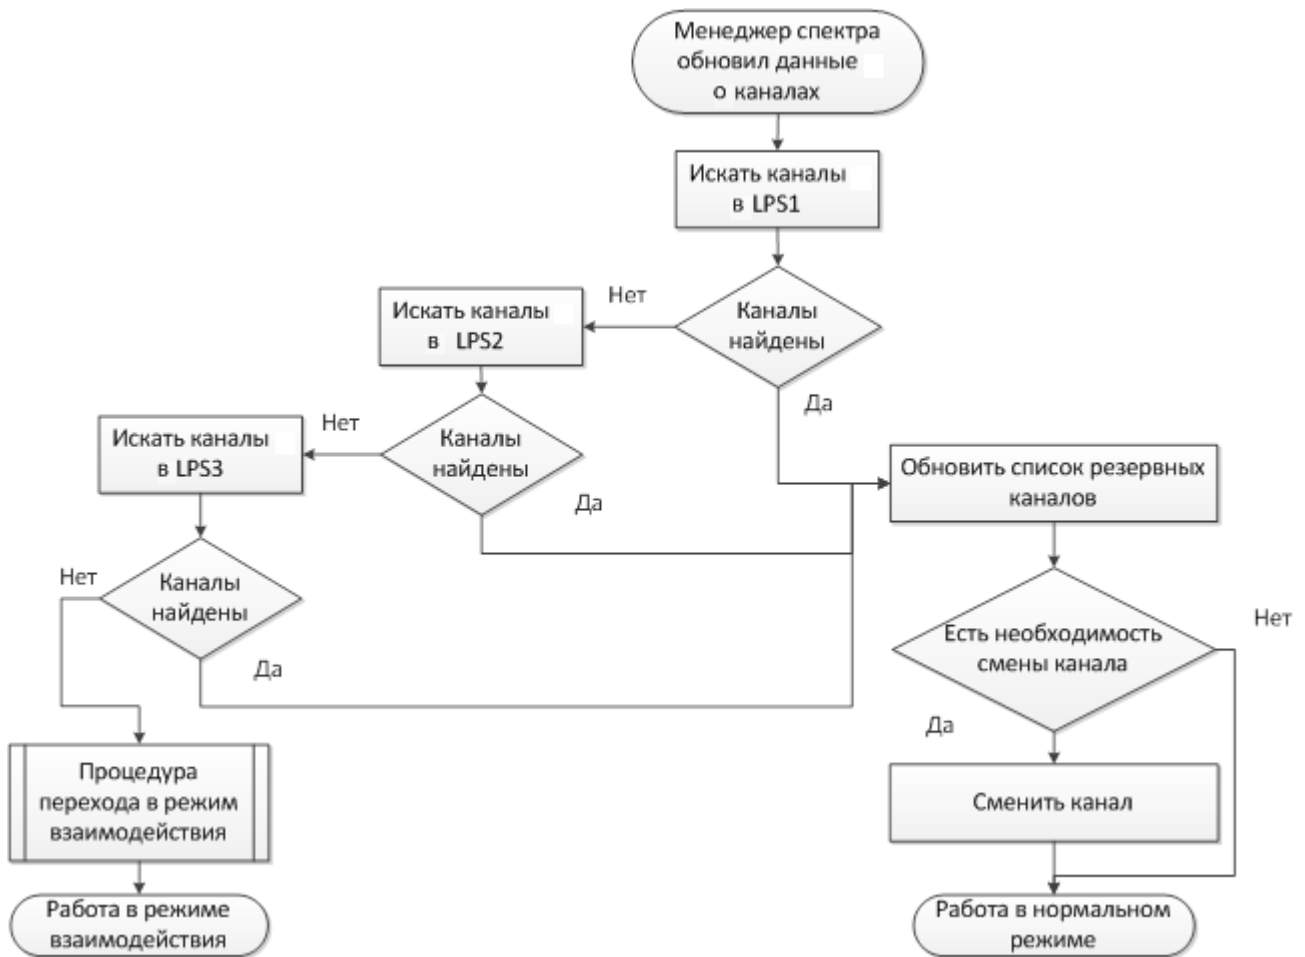 Менеджер спектра
обновил данные
о каналах
Искать каналы
в LPS1
Каналы
найдены
Нет
Да
Искать каналы
в LPS2
Каналы
найдены
Нет
Да
Искать каналы
в LPS3
Каналы
найдены
Нет
Да
Обновить список резервных
каналов
Есть необходимость
смены канала
Нет
Да
Процедура
перехода в режим
взаимодействия
Сменить канал
Работа в режиме
взаимодействия
Работа в нормальном
режиме